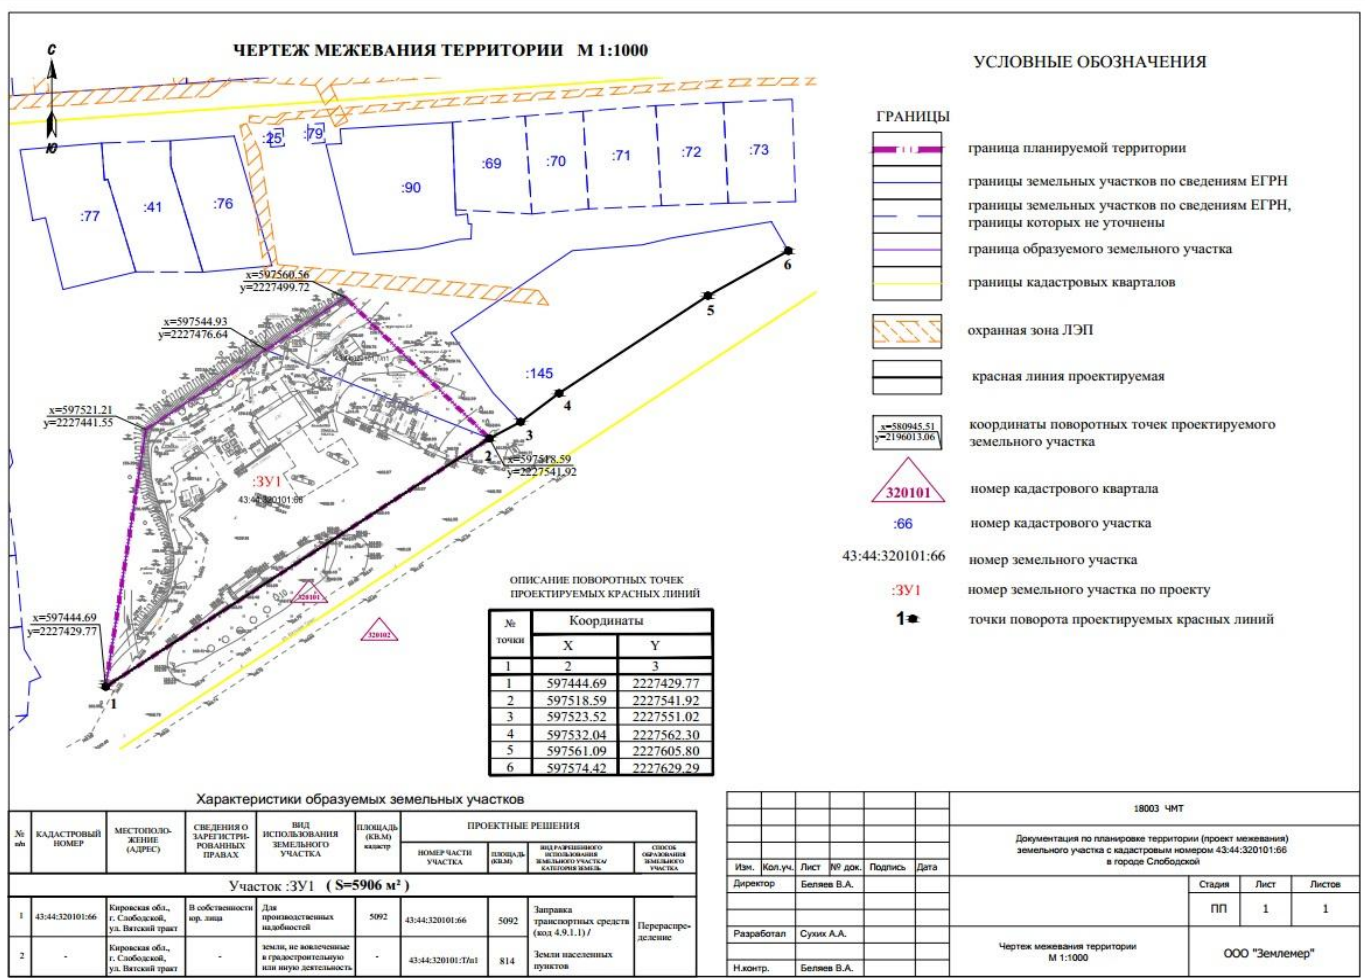 С
Ю
ЧЕРТЕЖ МЕЖЕВАНИЯ ТЕРРИТОРИИ М 1:1000
:77
:41
:76
:25
:79
:90
:69
:70
:71
:72
:73
:145
x=597560.56
y=2227499.72
x=597544.93
y=2227476.64
x=597521.21
y=2227441.55
x=597518.59
y=2227541.92
x=597444.69
y=2227429.77
:ЗУ1
43:44:320101:66
1
2
3
4
5
6
320101
320102
УСЛОВНЫЕ ОБОЗНАЧЕНИЯ
ГРАНИЦЫ
граница планируемой территории
границы земельных участков по сведениям ЕГРН
границы земельных участков по сведениям ЕГРН,
границы которых не уточнены
граница образуемого земельного участка
границы кадастровых кварталов
охранная зона ЛЭП
красная линия проектируемая
x=580945.51
y=2196013.06
координаты поворотных точек проектируемого
земельного участка
320101
номер кадастрового квартала
:66
номер кадастрового участка
43:44:320101:66
номер земельного участка
:ЗУ1
номер земельного участка по проекту
1
точки поворота проектируемых красных линий
ОПИСАНИЕ ПОВОРОТНЫХ ТОЧЕК
ПРОЕКТИРУЕМЫХ КРАСНЫХ ЛИНИЙ
№ точки Координаты
X Y
1 2 3
1 597444.69 2227429.77
2 597518.59 2227541.92
3 597523.52 2227551.02
4 597532.04 2227562.30
5 597561.09 2227605.80
6 597574.42 2227629.29
Характеристики образуемых земельных участков
№ п/п
КАДАСТРОВЫЙ
НОМЕР
МЕСТОПОЛО-
ЖЕНИЕ
(АДРЕС)
СВЕДЕНИЯ О
ЗАРЕГИСТРИ-
РОВАННЫХ
ПРАВАХ
ВИД
ИСПОЛЬЗОВАНИЯ
ЗЕМЕЛЬНОГО
УЧАСТКА
ПЛОЩАДЬ
(КВ.М)
кадастр
ПРОЕКТНЫЕ РЕШЕНИЯ
НОМЕР ЧАСТИ
УЧАСТКА
ПЛОЩАДЬ
(КВ.М)
ВИД РАЗРЕШЕННОГО
ИСПОЛЬЗОВАНИЯ
ЗЕМЕЛЬНОГО УЧАСТКА/
КАТЕГОРИЯ ЗЕМЕЛЬ
СПОСОБ
ОБРАЗОВАНИЯ
ЗЕМЕЛЬНОГО
УЧАСТКА
Участок :ЗУ1 ( S=5906 м² )
1
43:44:320101:66
Кировская обл.,
г. Слободской,
ул. Вятский тракт
В собственности
юр. лица
Для
производственных
надобностей
5092
43:44:320101:66
5092
Заправка
транспортных средств
(код 4.9.1.1) /
Земли населенных
пунктов
Перераспре-
деление
2
-
Кировская обл.,
г. Слободской,
ул. Вятский тракт
-
земли, не вовлеченные
в градостроительную
или иную деятельность
-
43:44:320101:Т/п1
814
18003 ЧМТ
Документация по планировке территории (проект межевания)
земельного участка с кадастровым номером 43:44:320101:66
в городе Слободской
Изм. Кол.уч. Лист № док. Подпись Дата
Директор Беляев В.А.
Разработал Сухих А.А.
Н.контр. Беляев В.А.
Стадия Лист Листов
ПП 1 1
Чертеж межевания территории
М 1:1000
ООО "Землемер"